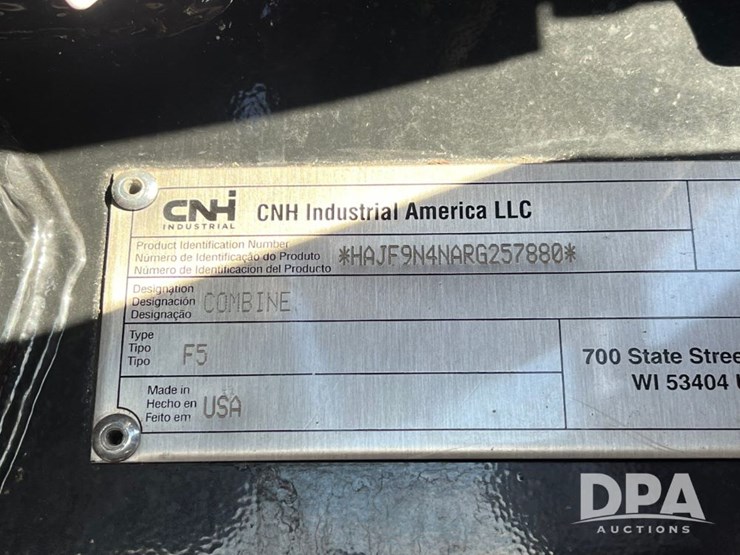 CNH
INDUSTRIAL
CNH Industrial America LLC
Product Identification Number
Número de Identificação do Produto
Número de Identificación del Producto
*HAJF9N4NARG257880*
Designation
Designación
Designação
COMBINE
Type
Tipo
Tipo
F5
700 State Stree
WI 53404 U
Made in
Hecho en
Feito em
USA
DPA
AUCTIONS